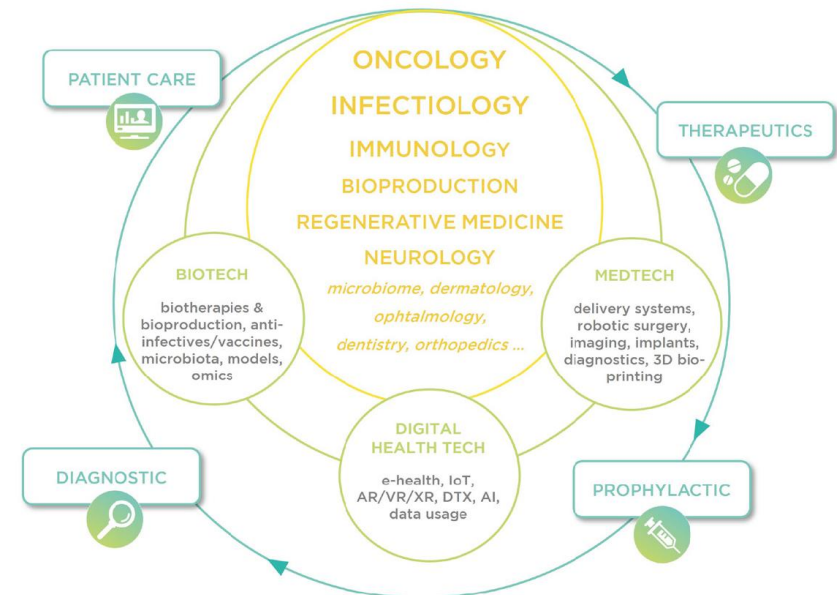 ONCOLOGY
INFECTIOLOGY
IMMUNOLOGY
BIOPRODUCTION
REGENERATIVE MEDICINE
NEUROLOGY
microbiome, dermatology,
ophtalmology,
dentistry, orthopedics ...
PATIENT CARE
THERAPEUTICS
BIOTECH
biotherapies &
bioproduction, anti-
infectives/vaccines,
microbiota, models,
omics
MEDTECH
delivery systems,
robotic surgery,
imaging, implants,
diagnostics, 3D bio-
printing
DIGITAL
HEALTH TECH
e-health, IoT,
AR/VR/XR, DTX, AI,
data usage
DIAGNOSTIC
PROPHYLACTIC